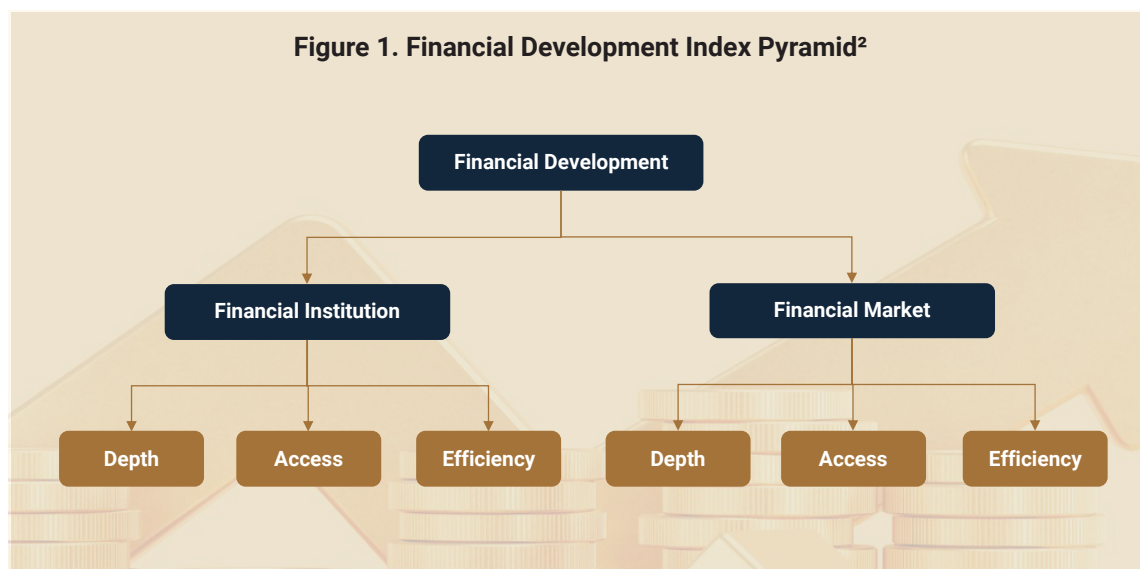 Figure 1. Financial Development Index Pyramid²
Financial Development
Financial Institution
Financial Market
Depth
Access
Efficiency
Depth
Access
Efficiency